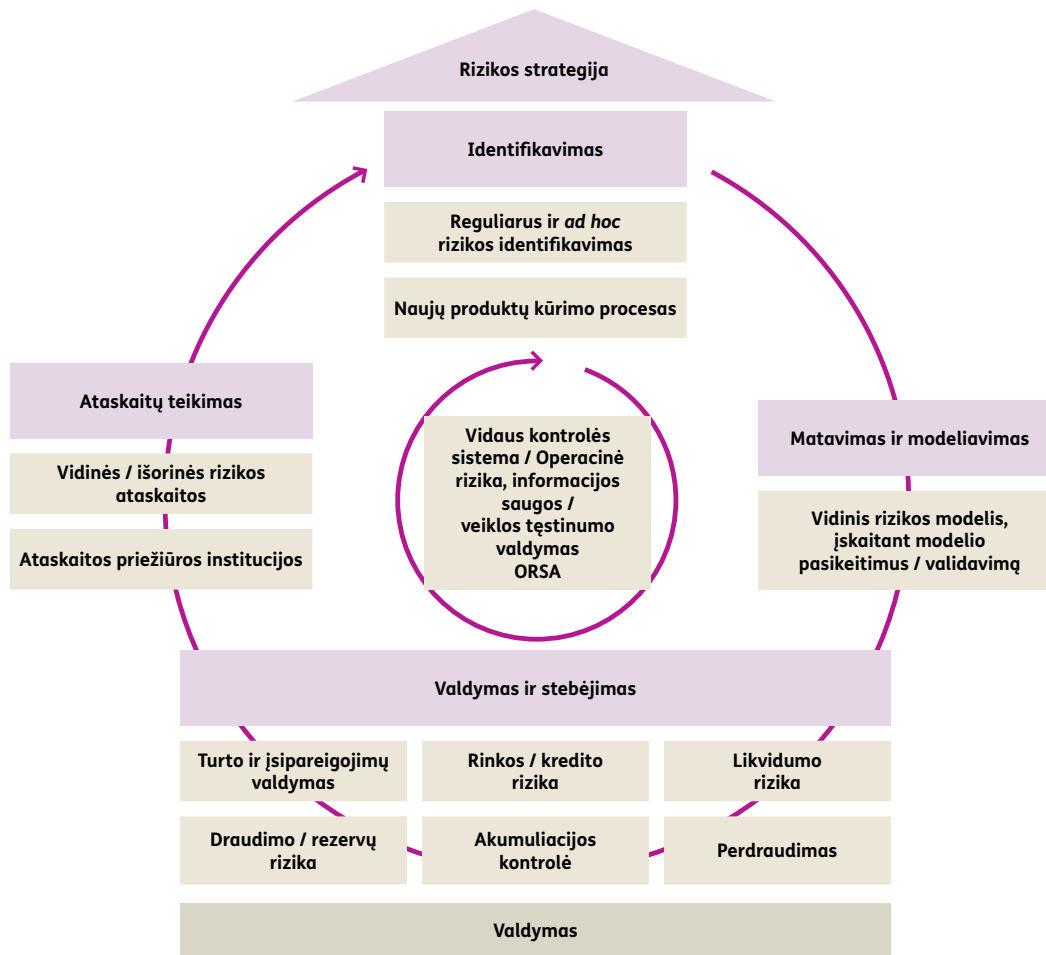 Rizikos strategija
Identifikavimas
Reguliarus ir ad hoc
rizikos identifikavimas
Naujų produktų kūrimo procesas
Ataskaitų teikimas
Vidinės / išorinės rizikos
ataskaitos
Ataskaitos priežiūros institucijos
Vidaus kontrolės
sistema / Operacinė
rizika, informacijos
saugos /
veiklos tęstinumo
valdymas
ORSA
Matavimas ir modeliavimas
Vidinis rizikos modelis,
įskaitant modelio
pasikeitimus / validavimą
Valdymas ir stebėjimas
Turto ir įsipareigojimų
valdymas
Rinkos / kredito
rizika
Likvidumo
rizika
Draudimo / rezervų
rizika
Akumuliacijos
kontrolė
Perdraudimas
Valdymas